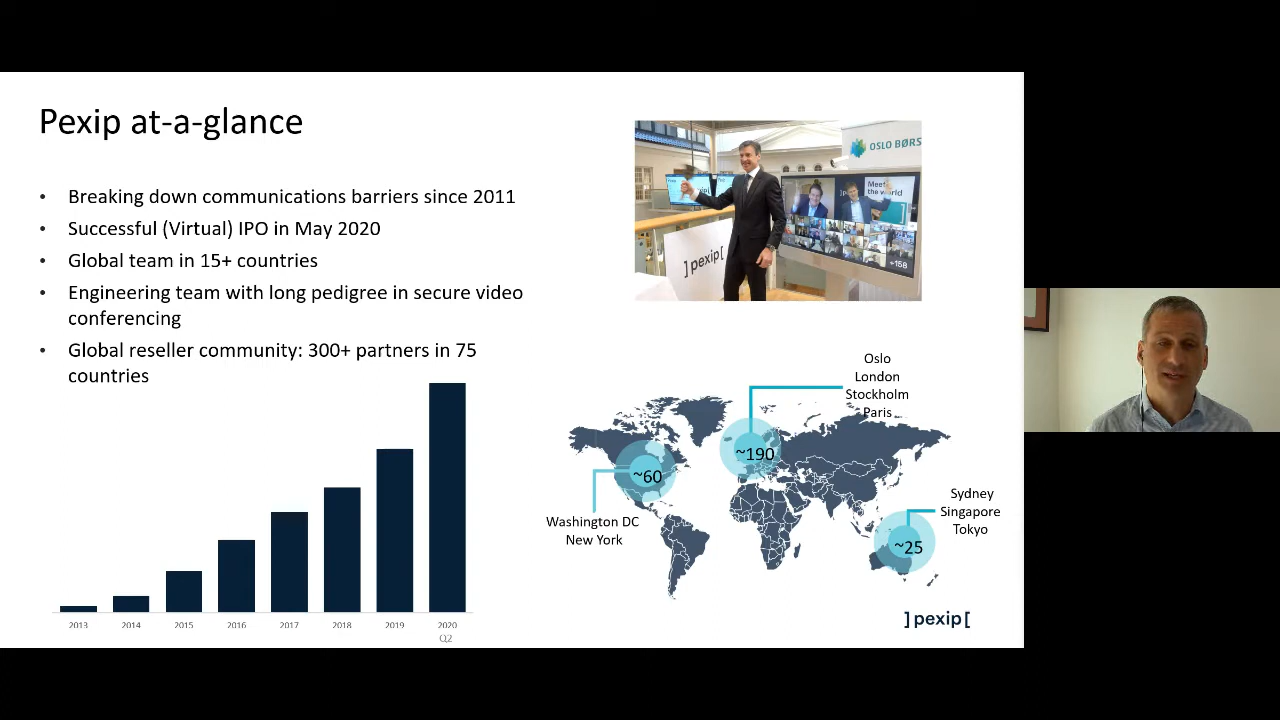 Pexip at-a-glance
• Breaking down communications barriers since 2011
• Successful (Virtual) IPO in May 2020
• Global team in 15+ countries
• Engineering team with long pedigree in secure video
conferencing
• Global reseller community: 300+ partners in 75
countries
2013 2014 2015 2016 2017 2018 2019 2020
Q2
OSLO BØRS
Meet
the world
]pexip[
+158
Oslo
London
Stockholm
Paris
~190
~60
Washington DC
New York
Sydney
Singapore
Tokyo
~25
]pexip[